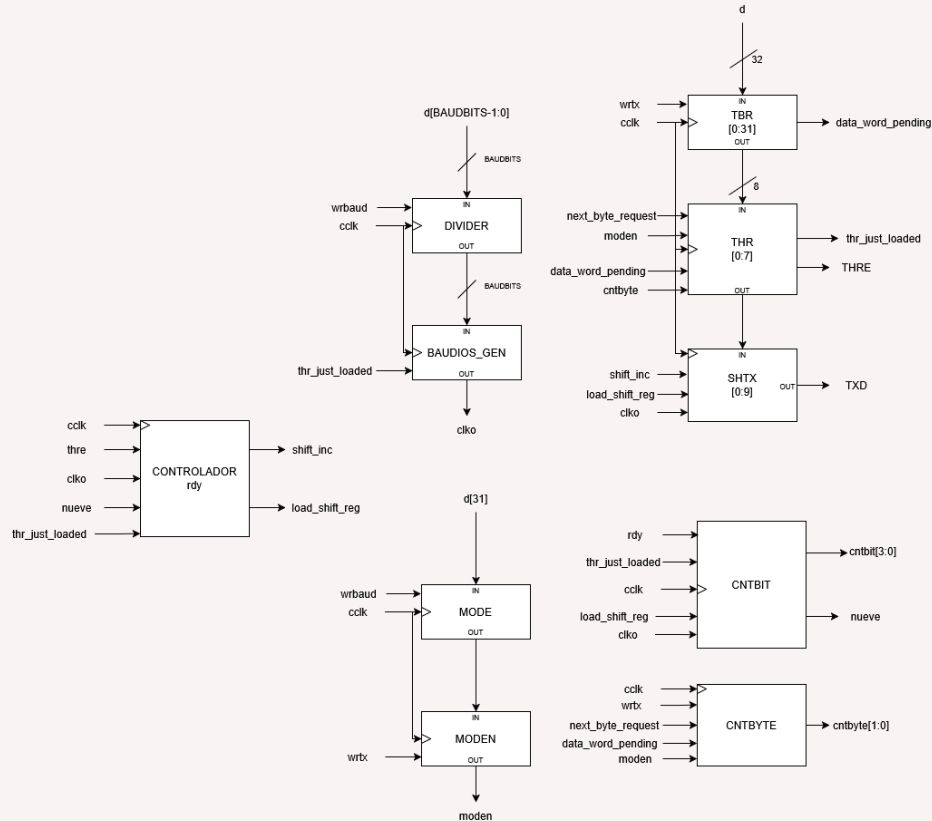 d
32
wrtx
cclk
IN
TBR
[0:31]
OUT
data_word_pending
8
next_byte_request
moden
data_word_pending
cntbyte
IN
THR
[0:7]
OUT
thr_just_loaded
THRE
shift_inc
load_shift_reg
clko
IN
SHTX
[0:9]
OUT
TXD
d[BAUDBITS-1:0]
BAUDBITS
wrbaud
cclk
IN
DIVIDER
OUT
BAUDBITS
thr_just_loaded
IN
BAUDIOS_GEN
OUT
clko
cclk
thre
clko
nueve
thr_just_loaded
CONTROLADOR
rdy
shift_inc
load_shift_reg
d[31]
wrbaud
cclk
IN
MODE
OUT
wrtx
IN
MODEN
OUT
moden
rdy
thr_just_loaded
cclk
load_shift_reg
clko
CNTBIT
cntbit[3:0]
nueve
cclk
wrtx
next_byte_request
data_word_pending
moden
CNTBYTE
cntbyte[1:0]